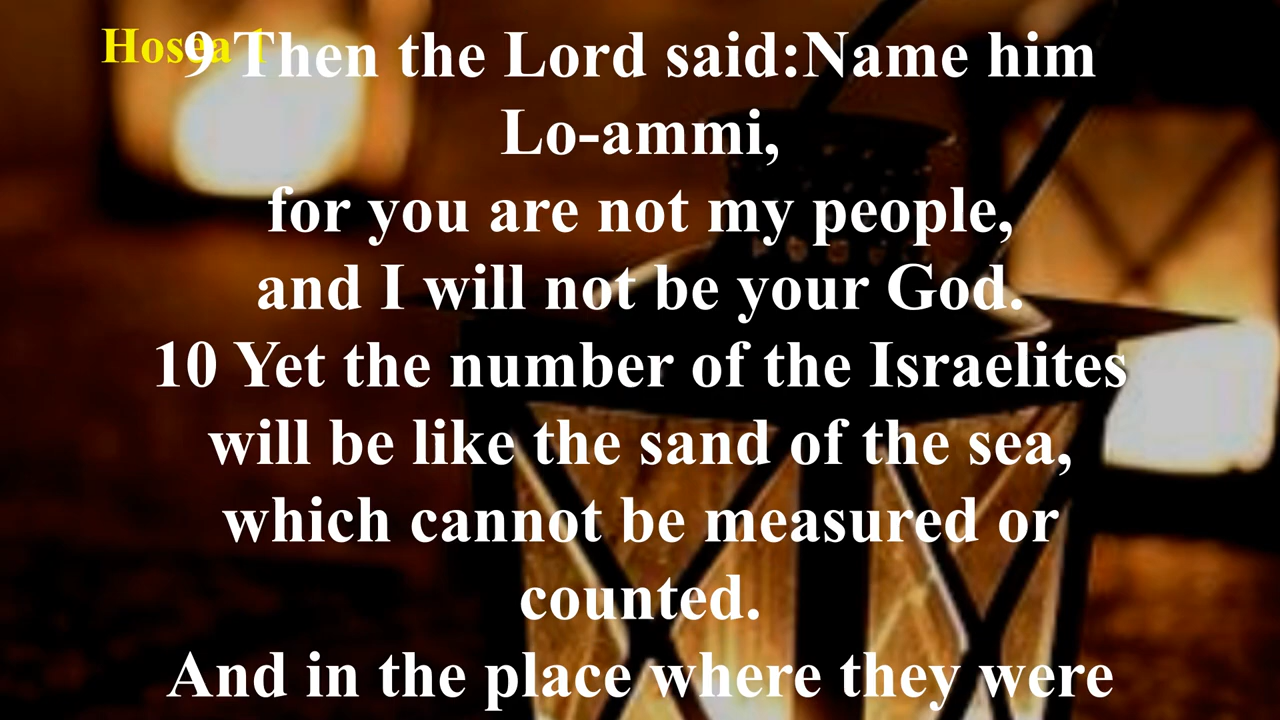 Hosea 1
9 Then the Lord said:Name him
Lo-ammi,
for you are not my people,
and I will not be your God.
10 Yet the number of the Israelites
will be like the sand of the sea,
which cannot be measured or
counted.
And in the place where they were